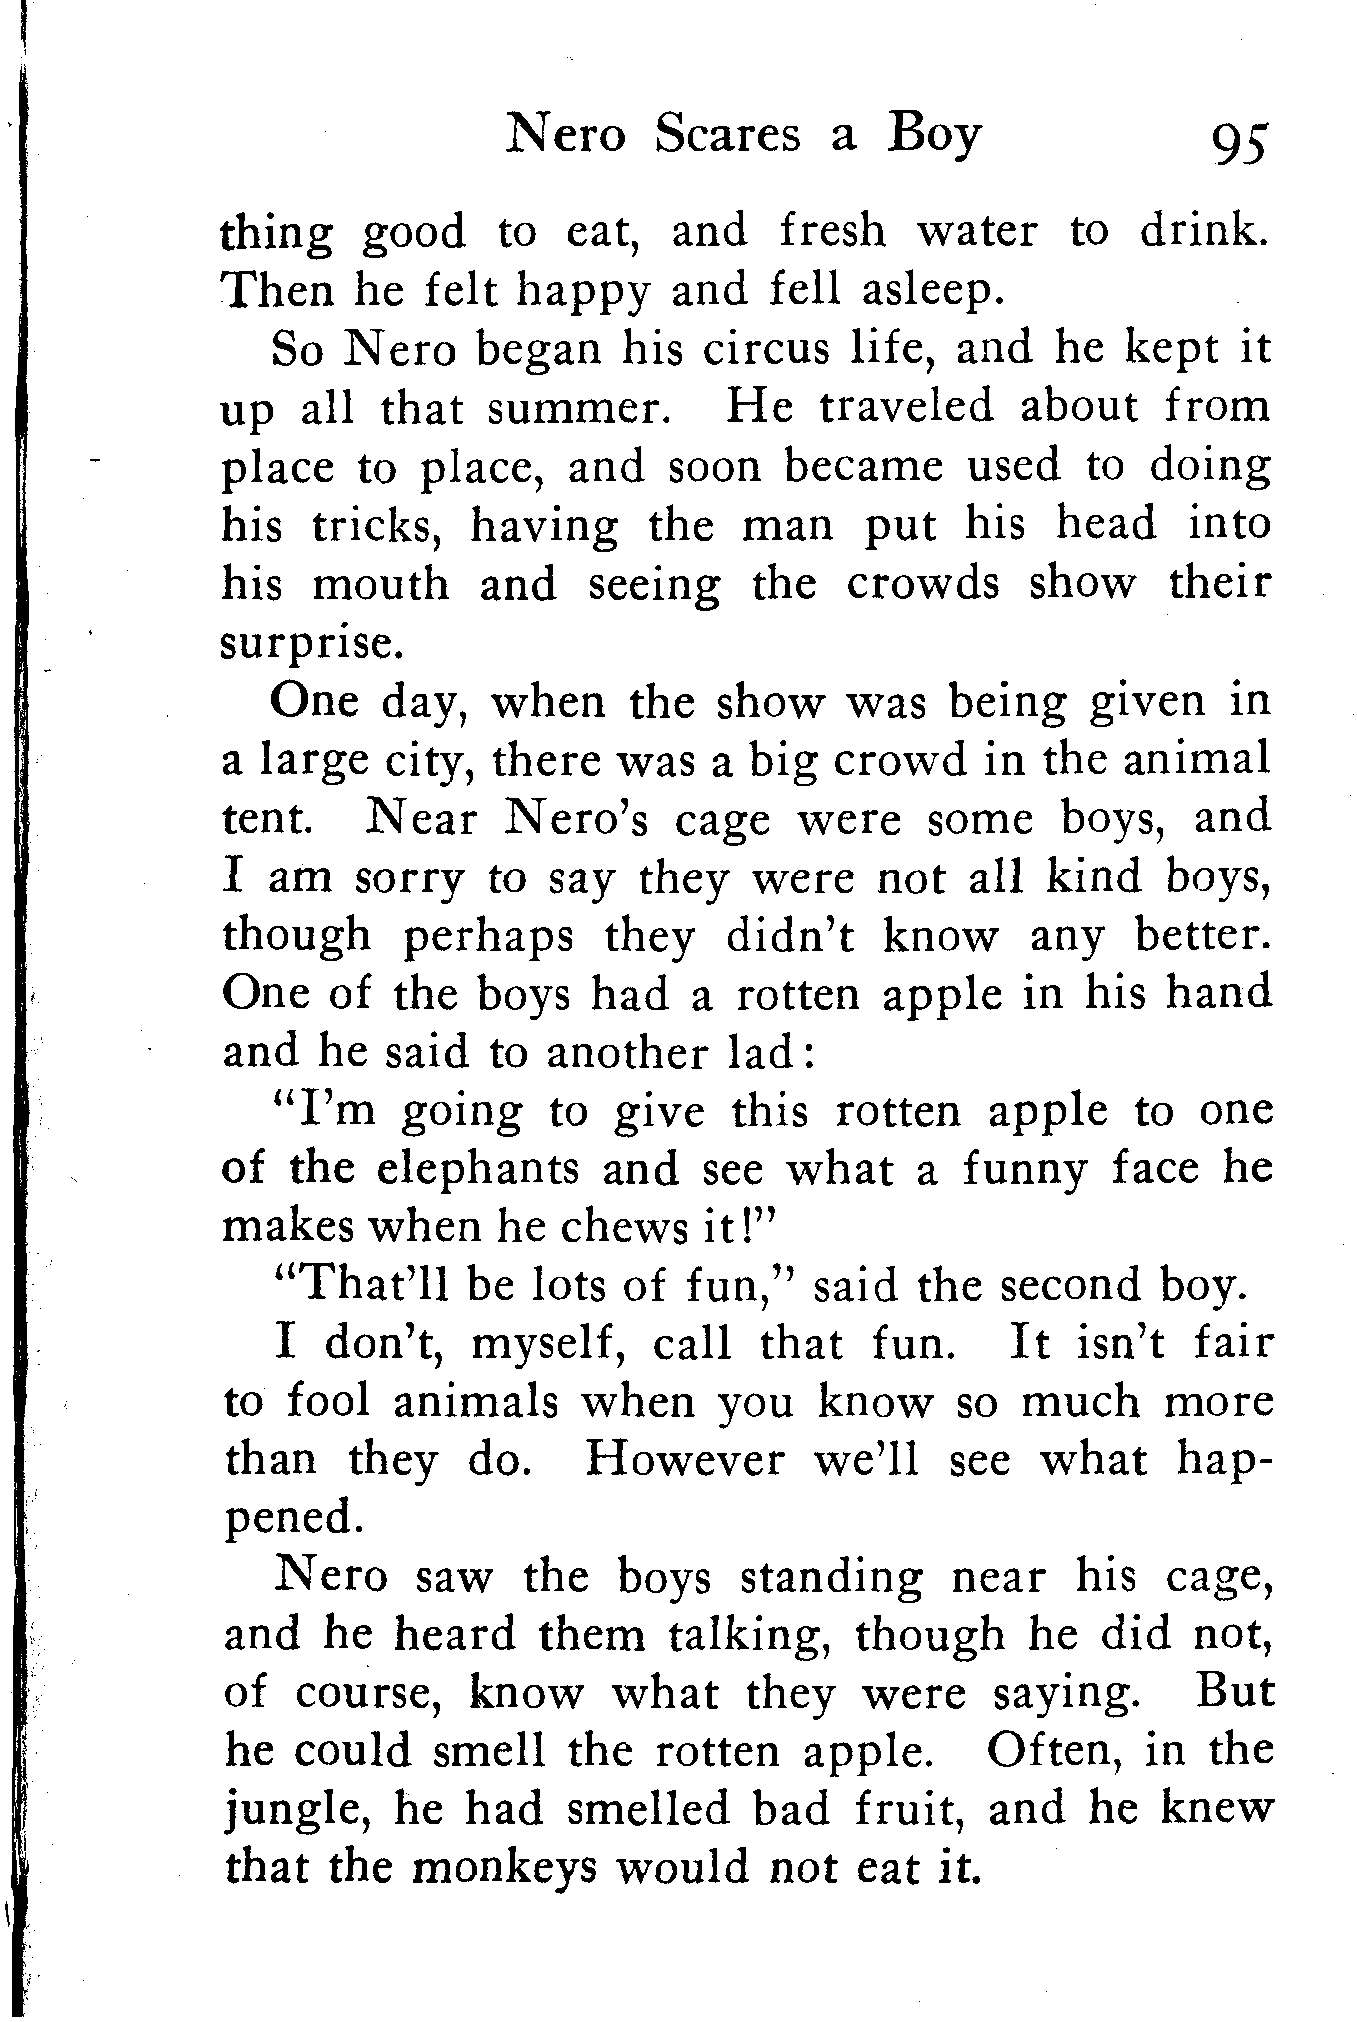 Nero Scares a Boy 95
thing good to eat, and fresh water to drink.
Then he felt happy and fell asleep.
So Nero began his circus life, and he kept it
up all that summer. He traveled about from
place to place, and soon became used to doing
his tricks, having the man put his head into
his mouth and seeing the crowds show their
surprise.
One day, when the show was being given in
a large city, there was a big crowd in the animal
tent. Near Nero's cage were some boys, and
I am sorry to say they were not all kind boys,
though perhaps they didn't know any better.
One of the boys had a rotten apple in his hand
and he said to another lad:
"I'm going to give this rotten apple to one
of the elephants and see what a funny face he
makes when he chews it!"
"That'll be lots of fun," said the second boy.
I don't, myself, call that fun. It isn't fair
to fool animals when you know so much more
than they do. However we'll see what hap-
pened.
Nero saw the boys standing near his cage,
and he heard them talking, though he did not,
of course, know what they were saying. But
he could smell the rotten apple. Often, in the
jungle, he had smelled bad fruit, and he knew
that the monkeys would not eat it.